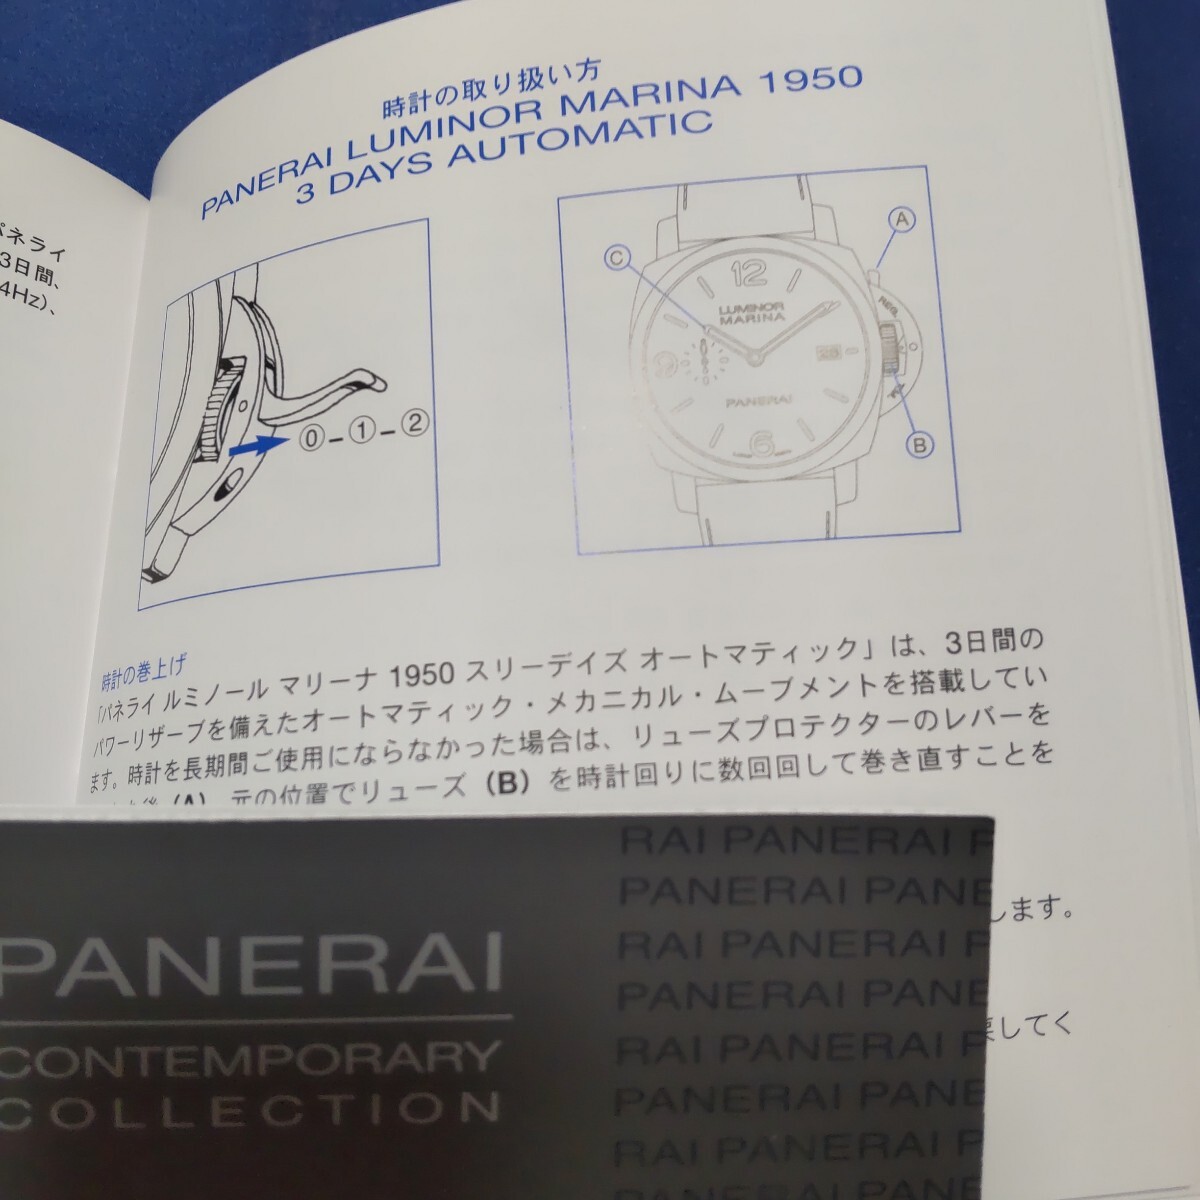 パネライ
3日間、
4Hz)、
時計の取り扱い方
PANERAI LUMINOR MARINA 1950
3 DAYS AUTOMATIC
0-1-2
A
C
12
LUMINOR
MARINA
REG.
28
PANERAI
6
B
時計の巻上げ
「パネライ ルミノール マリーナ 1950 スリーデイズ オートマティック」は、3日間の
パワーリザーブを備えたオートマティック・メカニカル・ムーブメントを搭載してい
ます。時計を長期間ご使用にならなかった場合は、リューズプロテクターのレバーを
後 (A)、元の位置でリューズ (B) を時計回りに数回回して巻き直すことを
します。
してく
PANERAI
CONTEMPORARY
COLLECTION
RAI PANERAI P
PANERAI PANE
RAI PANERAI P
PANERAI PANE
RAI PANERAI P
PANERAI PANE
RAI PANERAI P
PANERAI PANE